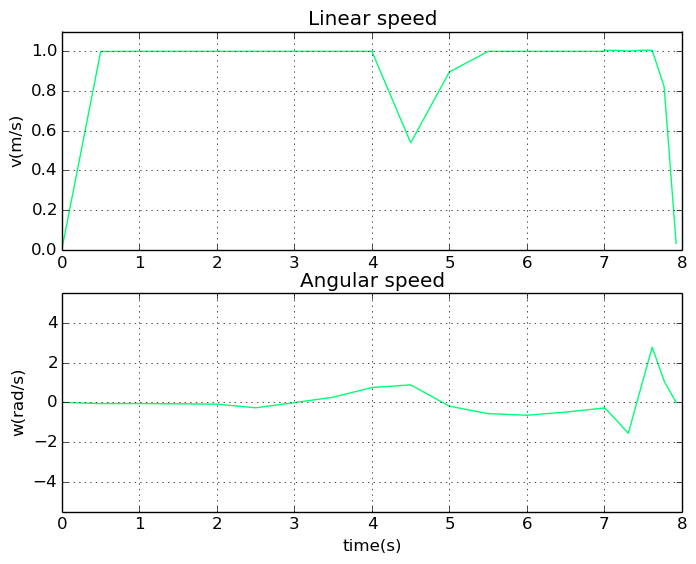 Linear speed
1.0
0.8
0.6
0.4
0.2
0.0
v(m/s)
0 1 2 3 4 5 6 7 8
Angular speed
4
2
0
−2
−4
w(rad/s)
0 1 2 3 4 5 6 7 8
time(s)